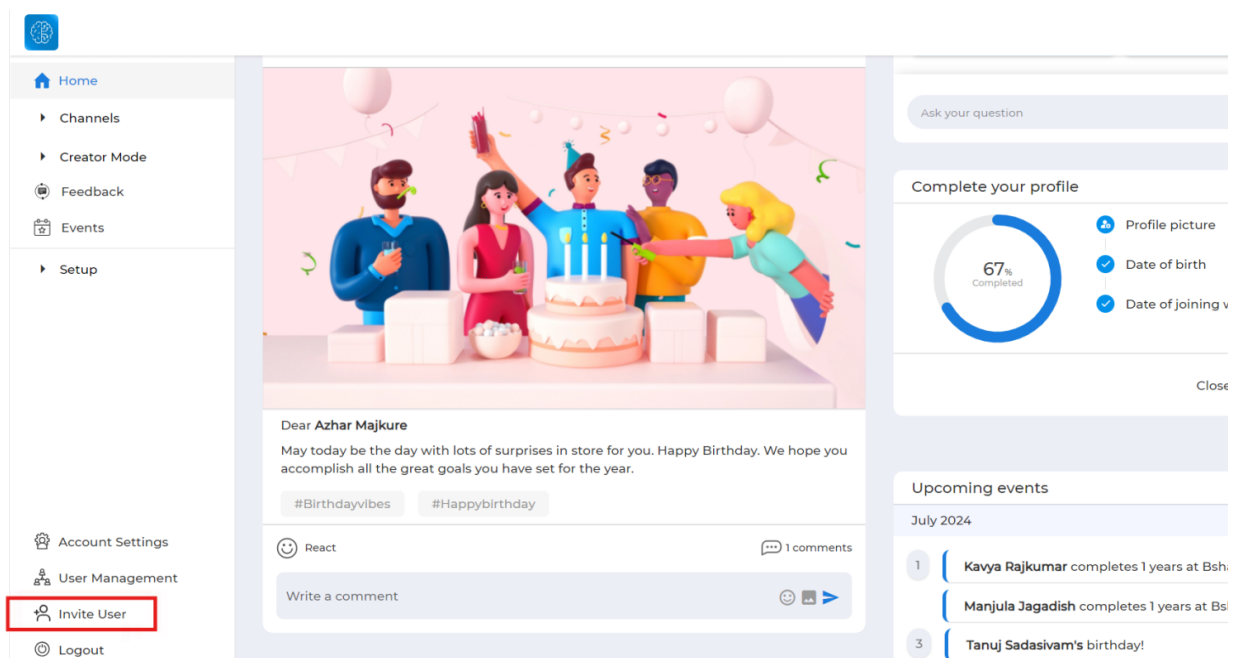 Home
Channels
Creator Mode
Feedback
Events
Setup
Account Settings
User Management
Invite User
Logout
Dear Azhar Majkure
May today be the day with lots of surprises in store for you. Happy Birthday. We hope you
accomplish all the great goals you have set for the year.
#Birthdayvibes #Happybirthday
React 1 comments
Write a comment
Ask your question
Complete your profile
67%
Completed
Profile picture
Date of birth
Date of joining
Close
Upcoming events
July 2024
1 Kavya Rajkumar completes 1 years at
Manjula Jagadish completes 1 years at
3 Tanuj Sadasivam's birthday!